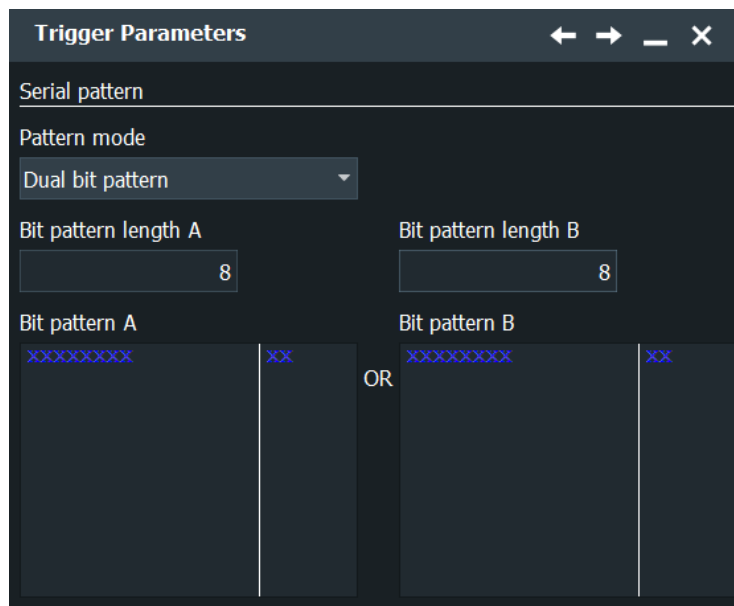 Trigger Parameters
Serial pattern
Pattern mode
Dual bit pattern
Bit pattern length A
Bit pattern length B
8
8
Bit pattern A
Bit pattern B
XXXXXXXX XX
OR
XXXXXXXX XX